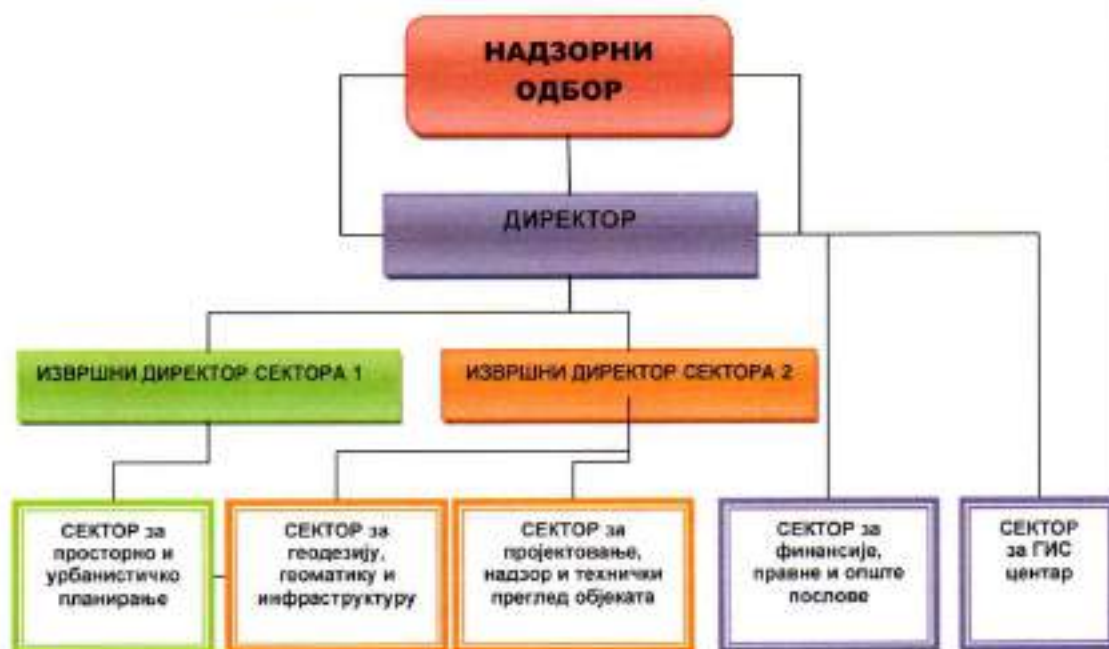 НАДЗОРНИ
ОДБОР
ДИРЕКТОР
ИЗВРШНИ ДИРЕКТОР СЕКТОРА 1
ИЗВРШНИ ДИРЕКТОР СЕКТОРА 2
СЕКТОР за
просторно и
урбанистичко
планирање
СЕКТОР за
геодезију,
геоматику и
инфраструктуру
СЕКТОР за
пројектовање,
надзор и технички
преглед објеката
СЕКТОР за
финансије,
правне и опште
послове
СЕКТОР
за ГИС
центар